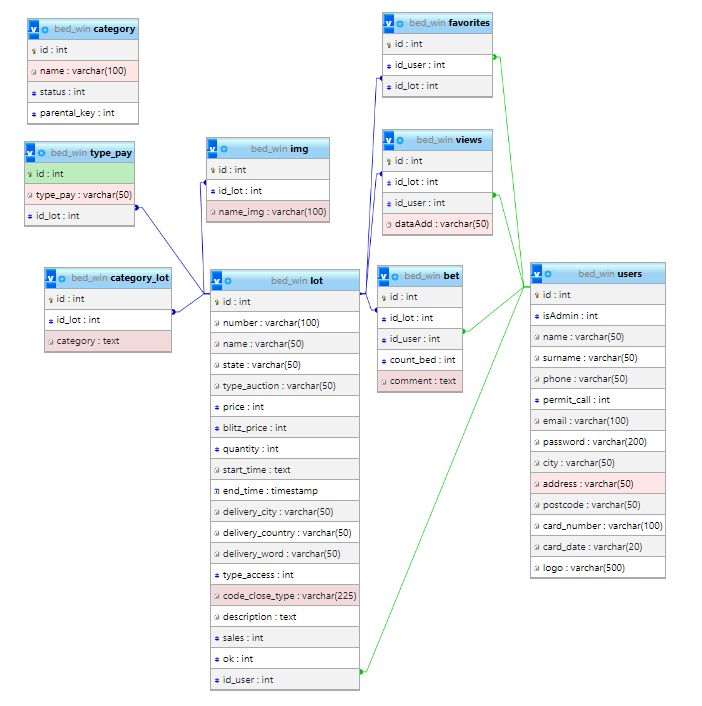 bed_win category
id : int
name : varchar(100)
status : int
parental_key : int
bed_win type_pay
id : int
type_pay : varchar(50)
id_lot : int
bed_win category_lot
id : int
id_lot : int
category : text
bed_win img
id : int
id_lot : int
name_img : varchar(100)
bed_win lot
id : int
number : varchar(100)
name : varchar(50)
state : varchar(50)
type_auction : varchar(50)
price : int
blitz_price : int
quantity : int
start_time : text
end_time : timestamp
delivery_city : varchar(50)
delivery_country : varchar(50)
delivery_word : varchar(50)
type_access : int
code_close_type : varchar(225)
description : text
sales : int
ok : int
id_user : int
bed_win favorites
id : int
id_user : int
id_lot : int
bed_win views
id : int
id_lot : int
id_user : int
dataAdd : varchar(50)
bed_win bet
id : int
id_lot : int
id_user : int
count_bed : int
comment : text
bed_win users
id : int
isAdmin : int
name : varchar(50)
surname : varchar(50)
phone : varchar(50)
permit_call : int
email : varchar(100)
password : varchar(200)
city : varchar(50)
address : varchar(50)
postcode : varchar(50)
card_number : varchar(100)
card_date : varchar(20)
logo : varchar(500)